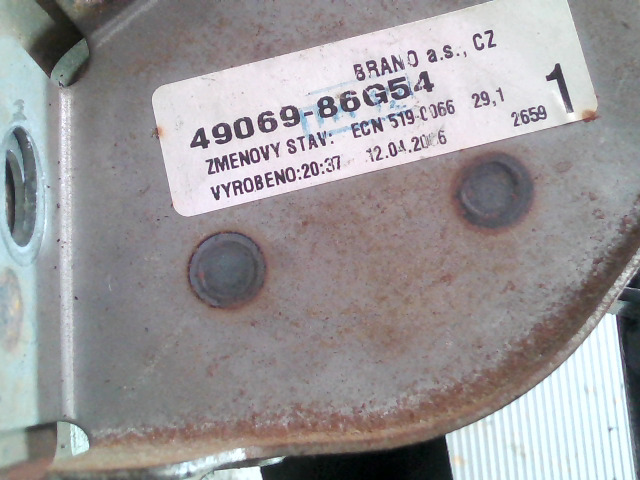 BRANO a.s., CZ
49069-86G54
ZMENOVY STAV: ECN 519-0066 29,1
VYROBENO:20:37 12.04.2006 2659
1